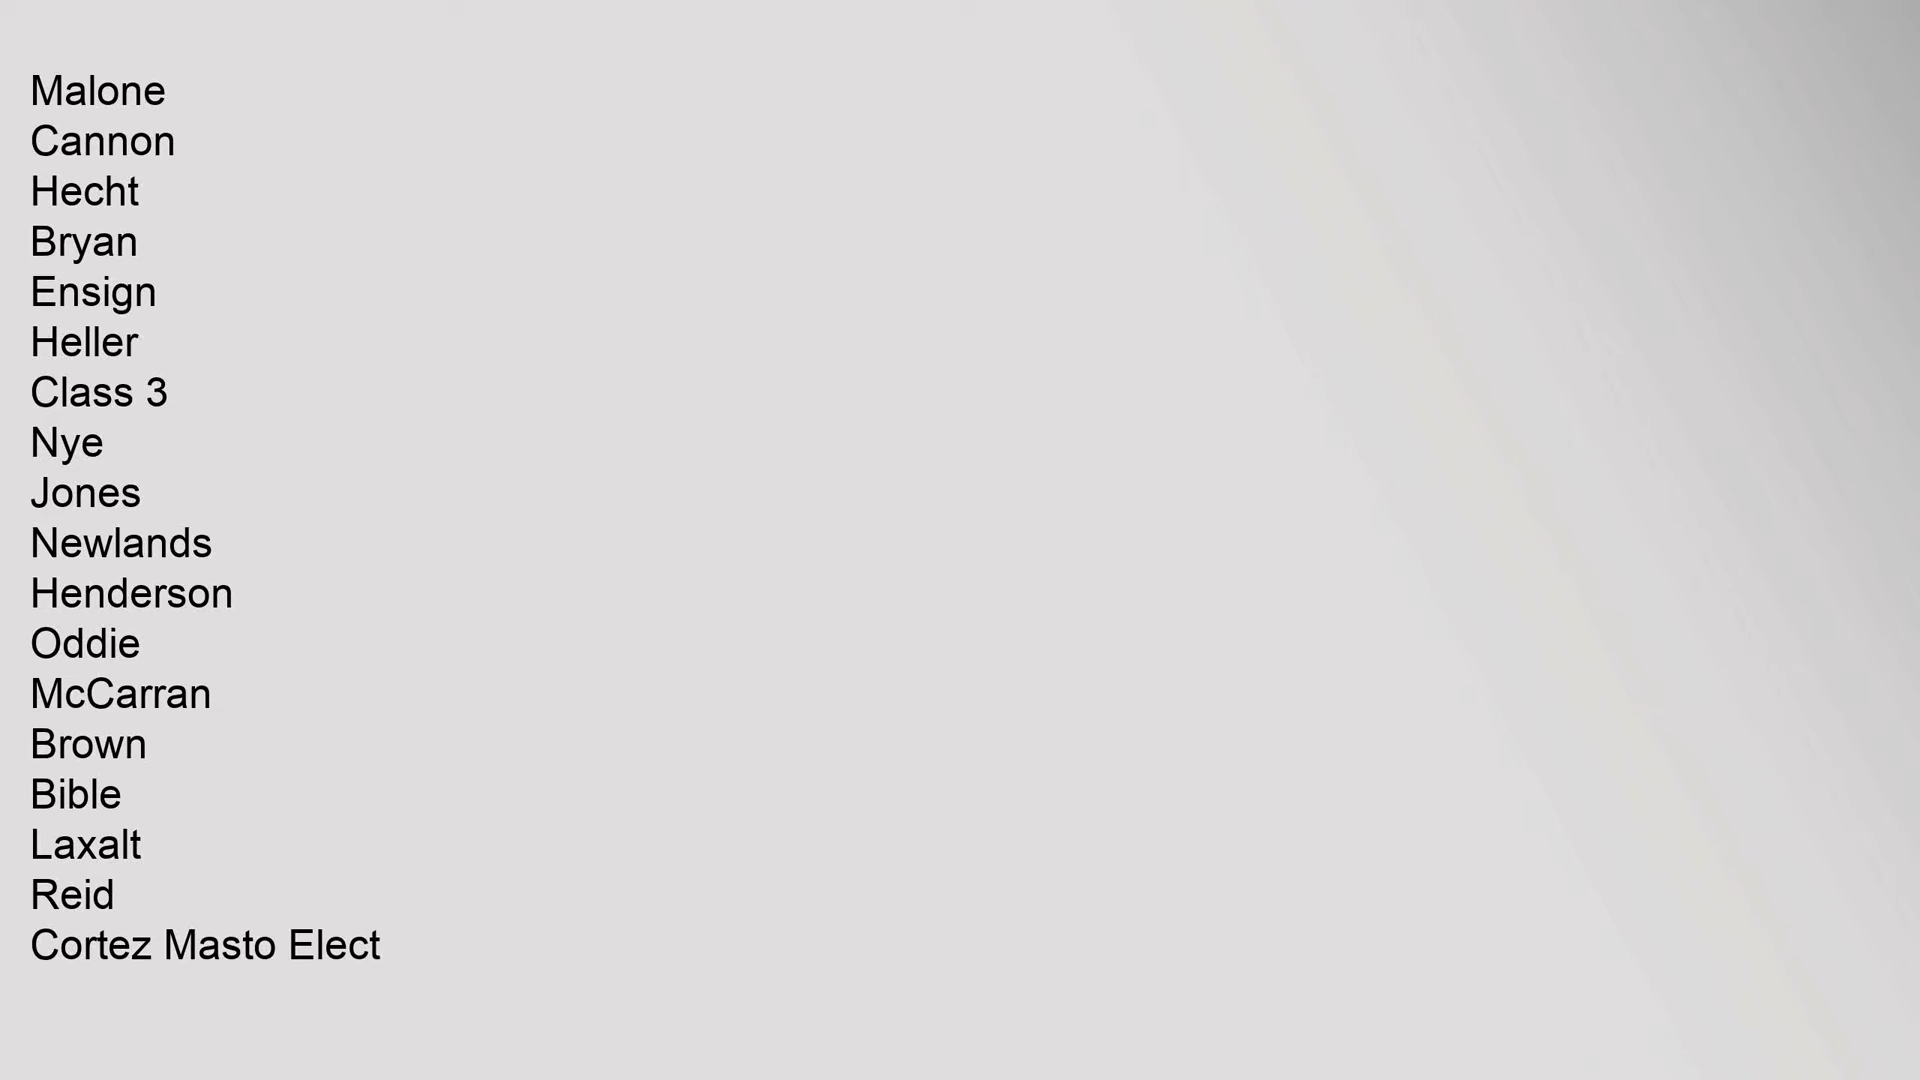 Malone
Cannon
Hecht
Bryan
Ensign
Heller
Class 3
Nye
Jones
Newlands
Henderson
Oddie
McCarran
Brown
Bible
Laxalt
Reid
Cortez Masto Elect